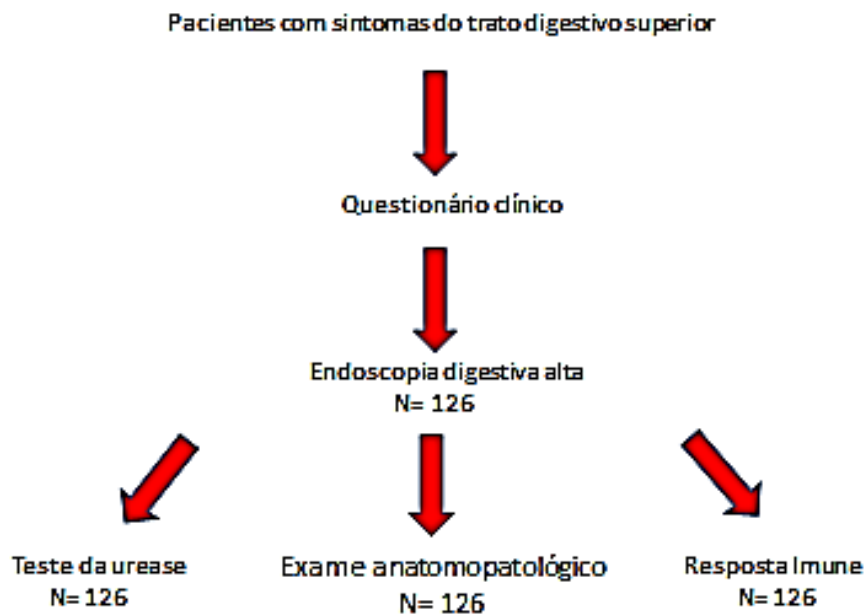 Pacientes com sintomas do trato digestivo superior
Questionário clínico
Endoscopia digestiva alta
N= 126
Teste da urease
N= 126
Exame anatomopatológico
N= 126
Resposta Imune
N= 126